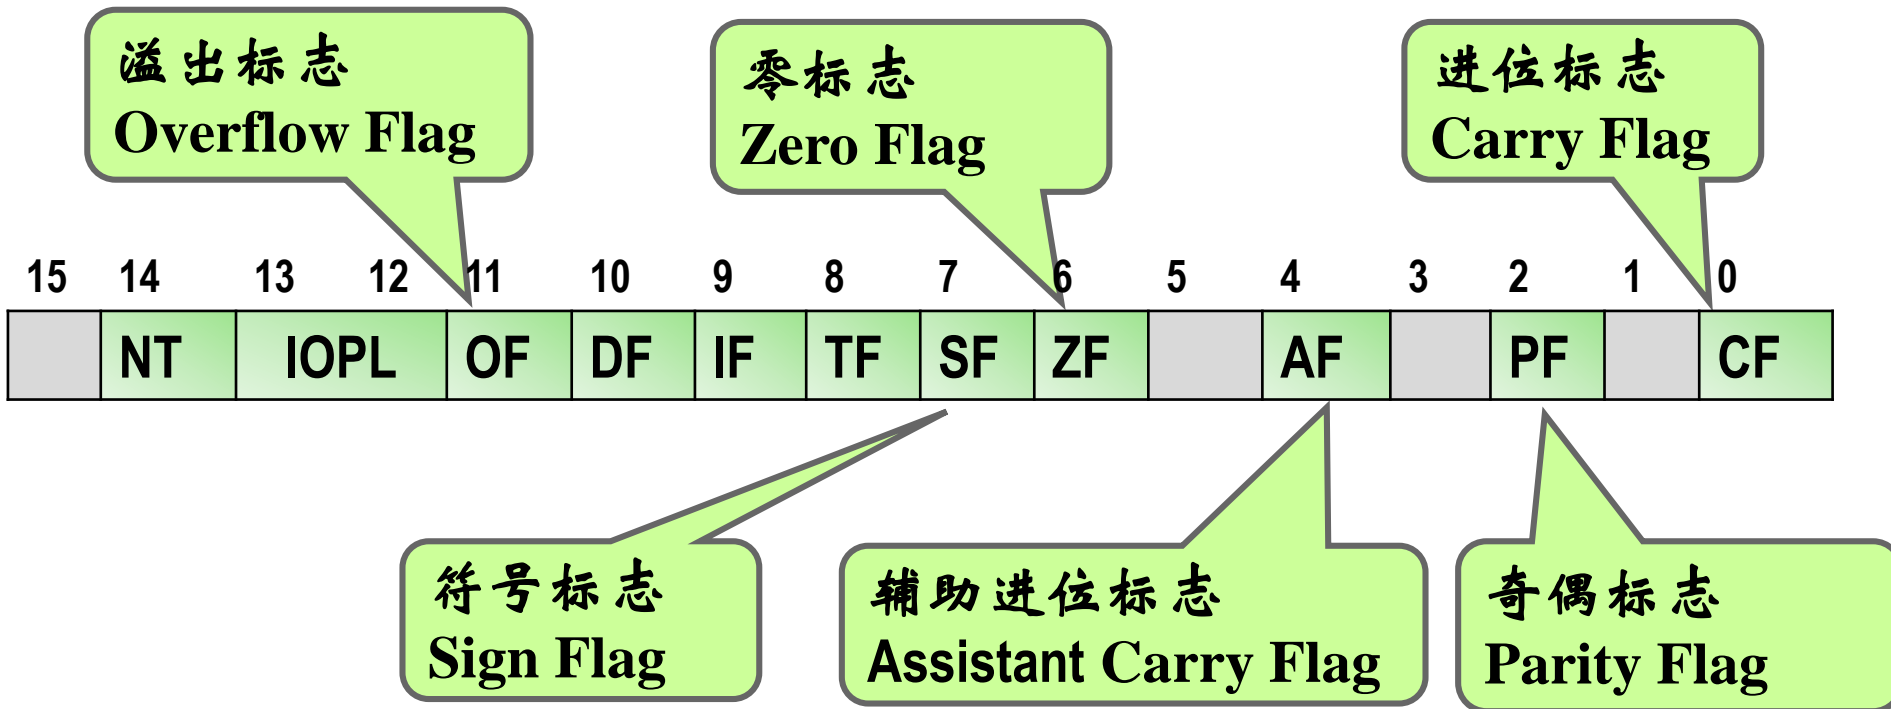 溢出标志
Overflow Flag
零标志
Zero Flag
进位标志
Carry Flag
15 14 13 12 11 10 9 8 7 6 5 4 3 2 1 0
NT IOPL OF DF IF TF SF ZF AF PF CF
符号标志
Sign Flag
辅助进位标志
Assistant Carry Flag
奇偶标志
Parity Flag